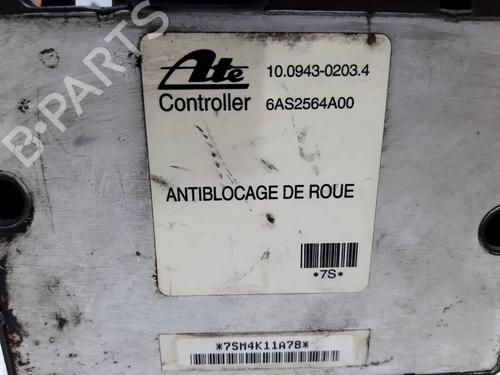 Ate 10.0943-0203.4
Controller 6AS2564A00
ANTIBLOCAGE DE ROUE
*7S*
*7SM4K11A78*
B-PARTS